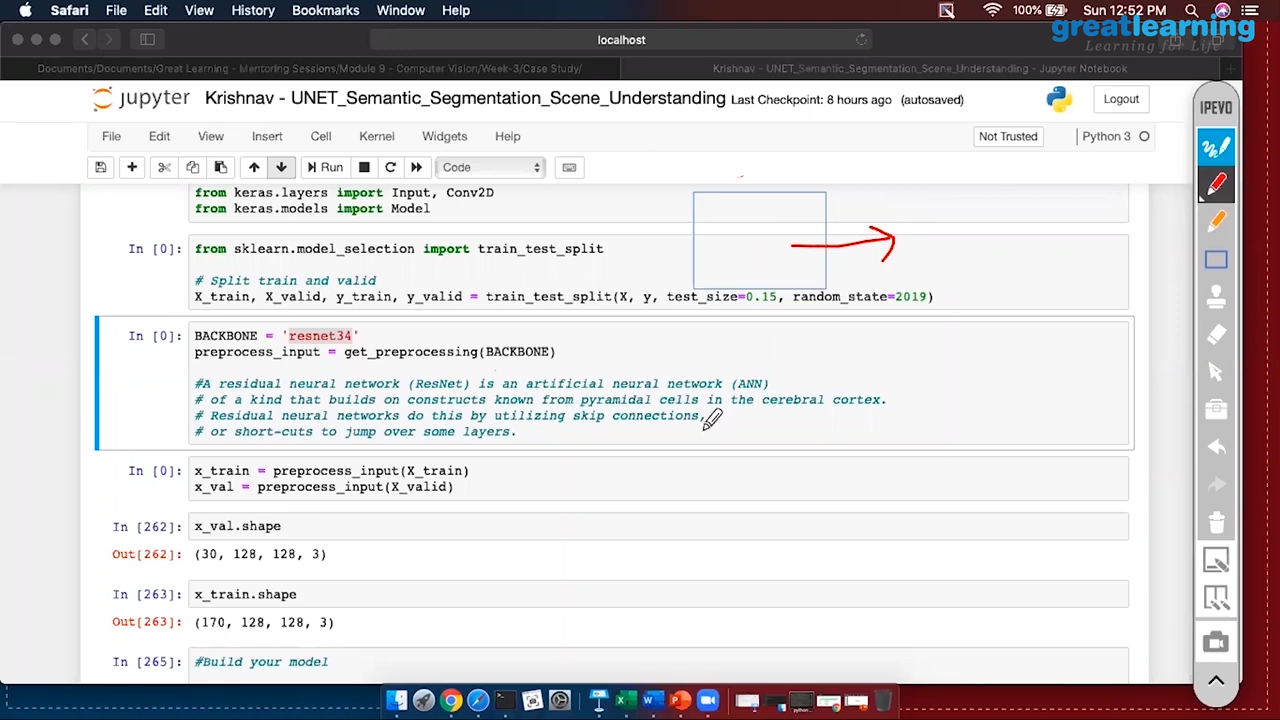 Safari File Edit View History Bookmarks Window Help 100% Sun 12:52 PM
greatlearning
Learning for Life
localhost
Documents/Documents/Great Learning - Mentoring Sessions/Module 9 - Computer Vision/Week-3/Case Study/
Krishnav - UNET_Semantic_Segmentation_Scene_Understanding - Jupyter Notebook
jupyter Krishnav - UNET_Semantic_Segmentation_Scene_Understanding Last Checkpoint: 8 hours ago (autosaved)
Logout
IPEVO
File Edit View Insert Cell Kernel Widgets Help
Not Trusted
Python 3
Run
Code
from keras.layers import Input, Conv2D
from keras.models import Model
In [0]: from sklearn.model_selection import train_test_split
# Split train and valid
X_train, X_valid, y_train, y_valid = train_test_split(X, y, test_size=0.15, random_state=2019)
In [0]: BACKBONE = 'resnet34'
preprocess_input = get_preprocessing(BACKBONE)
#A residual neural network (ResNet) is an artificial neural network (ANN)
# of a kind that builds on constructs known from pyramidal cells in the cerebral cortex.
# Residual neural networks do this by utilizing skip connections,
# or short-cuts to jump over some layers.
In [0]: x_train = preprocess_input(X_train)
x_val = preprocess_input(X_valid)
In [262]: x_val.shape
Out[262]: (30, 128, 128, 3)
In [263]: x_train.shape
Out[263]: (170, 128, 128, 3)
In [265]: #Build your model